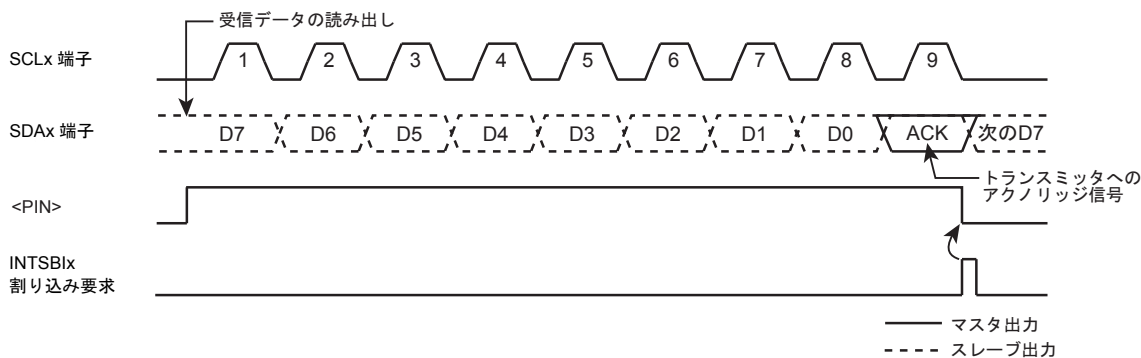 受信データの読み出し
SCLx 端子
1 2 3 4 5 6 7 8 9
SDAx 端子
D7 D6 D5 D4 D3 D2 D1 D0 ACK 次のD7
トランスミッタへの
アクノリッジ信号
<PIN>
INTSBIx
割り込み要求
マスタ出力
スレーブ出力